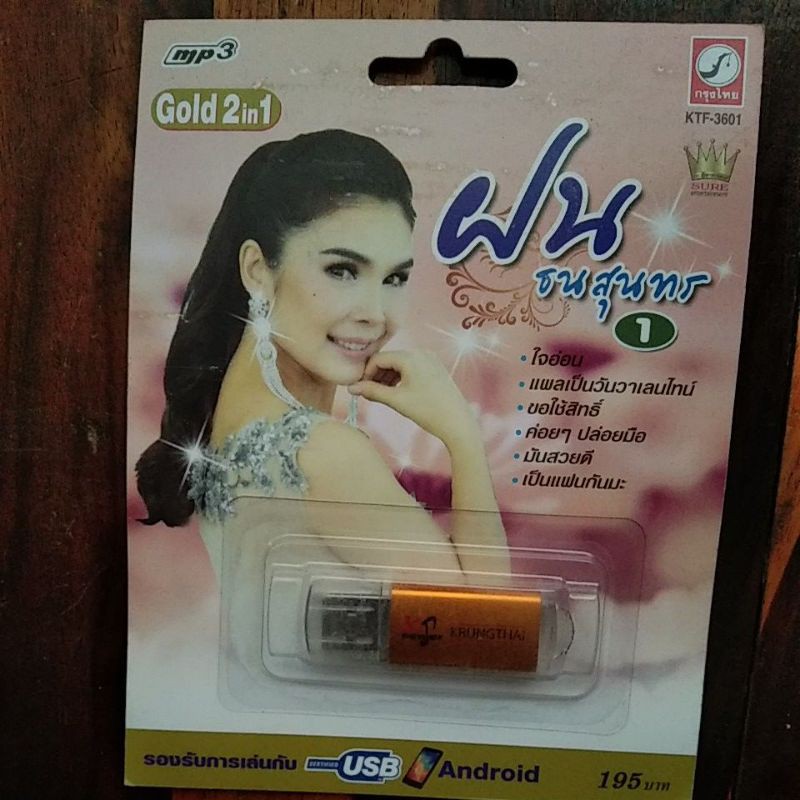 mp3
Gold 2in1
กรุงไทย
KTF-3601
SURE
entertainment
ฝน
ธนสุนทร
1
• ใจอ่อน
• แผลเป็นวันวาเลนไทน์
• ขอใช้สิทธิ์
• ค่อยๆ ปล่อยมือ
• มันสวยดี
• เป็นแฟนกันมะ
KRUNGTHAI
รองรับการเล่นกับ CERTIFIED USB Android 195 บาท